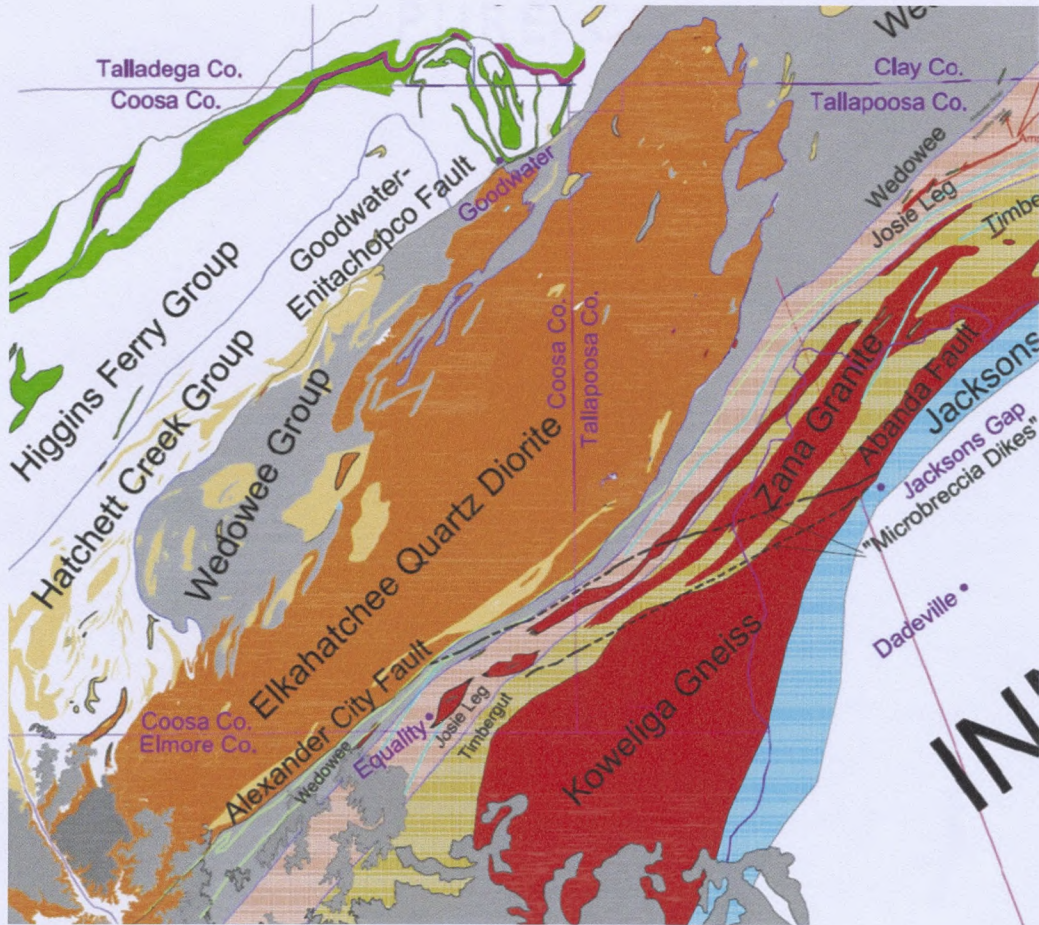 Talladega Co.
Coosa Co.
Clay Co.
Tallapoosa Co.
Goodwater-
Enitachopco Fault
Goodwater
Wedowee
Josie Leg
Higgins Ferry Group
Hatchett Creek Group
Wedowee Group
Coosa Co.
Tallapoosa Co.
Elkahatchee Quartz Diorite
Zana Granite
Abanda Fault
Jacksons
Jacksons Gap
"Microbreccia Dikes"
Dadeville
Alexander City Fault
Coosa Co.
Elmore Co.
Wedowee
Equality
Josie Leg
Timbergut
Kowaliga Gneiss